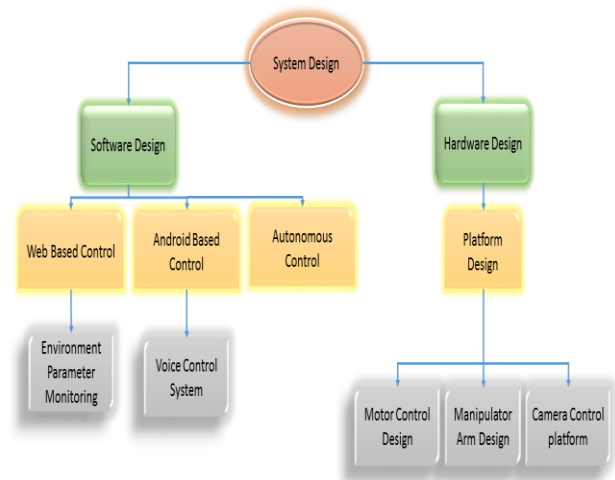 System Design
Software Design
Hardware Design
Web Based Control
Android Based
Control
Autonomous
Control
Platform
Design
Environment
Parameter
Monitoring
Voice Control
System
Motor Control
Design
Manipulator
Arm Design
Camera Control
platform